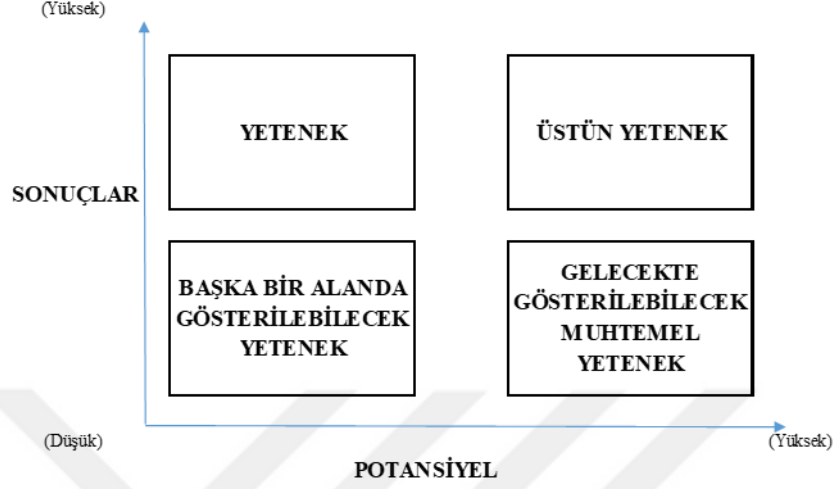 (Yüksek)
YETENEK
ÜSTÜN YETENEK
SONUÇLAR
BAŞKA BİR ALANDA
GÖSTERİLEBİLECEK
YETENEK
GELECEKTE
GÖSTERİLEBİLECEK
MUHTEMEL
YETENEK
(Düşük)
(Yüksek)
POTANSİYEL